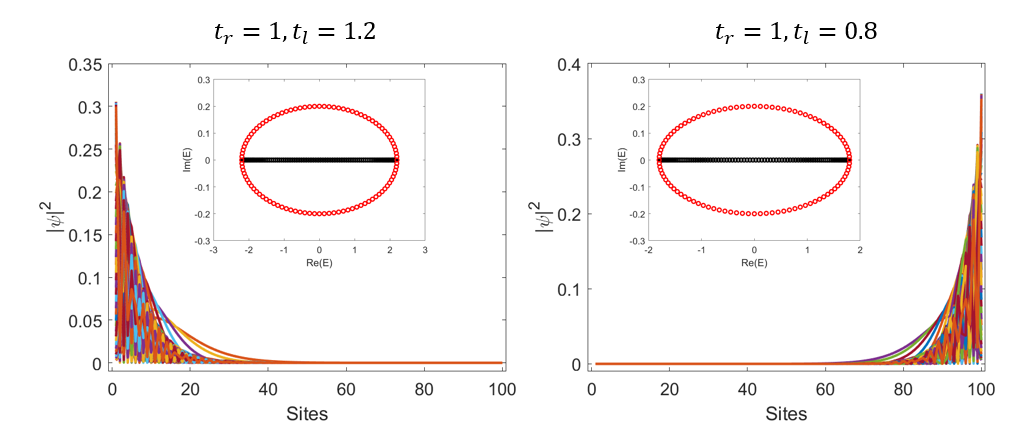 t_r = 1, t_l = 1.2
0.35
0.3
0.25
0.2
0.15
0.1
0.05
0
|ψ|²
0 20 40 60 80 100
Sites
0.3
0.2
0.1
0
-0.1
-0.2
-0.3
Im(E)
-3 -2 -1 0 1 2 3
Re(E)
t_r = 1, t_l = 0.8
0.4
0.3
0.2
0.1
0
|ψ|²
0 20 40 60 80 100
Sites
0.3
0.2
0.1
0
-0.1
-0.2
-0.3
Im(E)
-2 -1 0 1 2
Re(E)